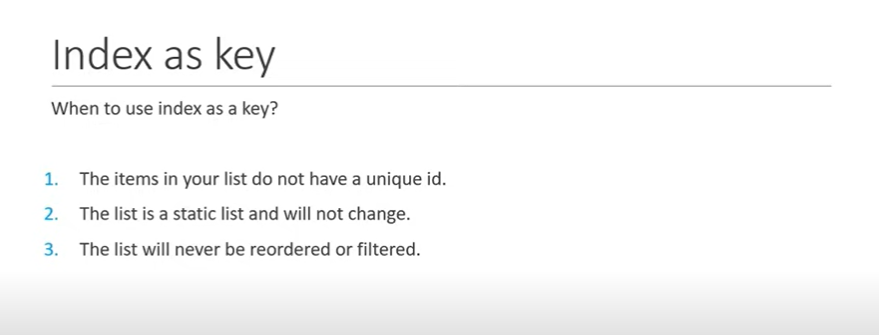 Index as key
When to use index as a key?
1. The items in your list do not have a unique id.
2. The list is a static list and will not change.
3. The list will never be reordered or filtered.